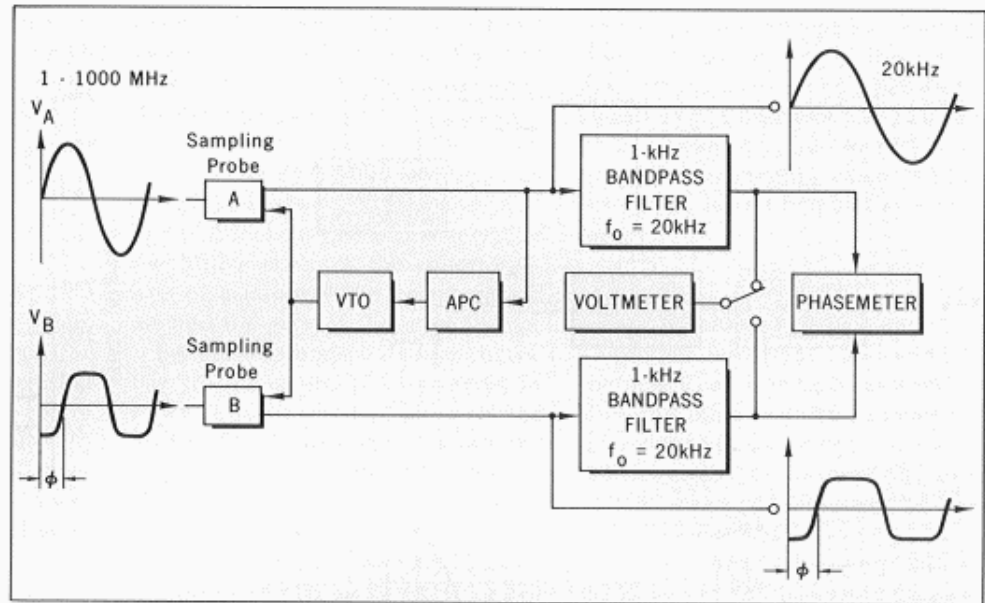 1 - 1000 MHz
V_A
Sampling
Probe
A
1-kHz
BANDPASS
FILTER
f_o = 20kHz
20kHz
VTO
APC
VOLTMETER
PHASEMETER
V_B
Sampling
Probe
B
1-kHz
BANDPASS
FILTER
f_o = 20kHz
ϕ
ϕ